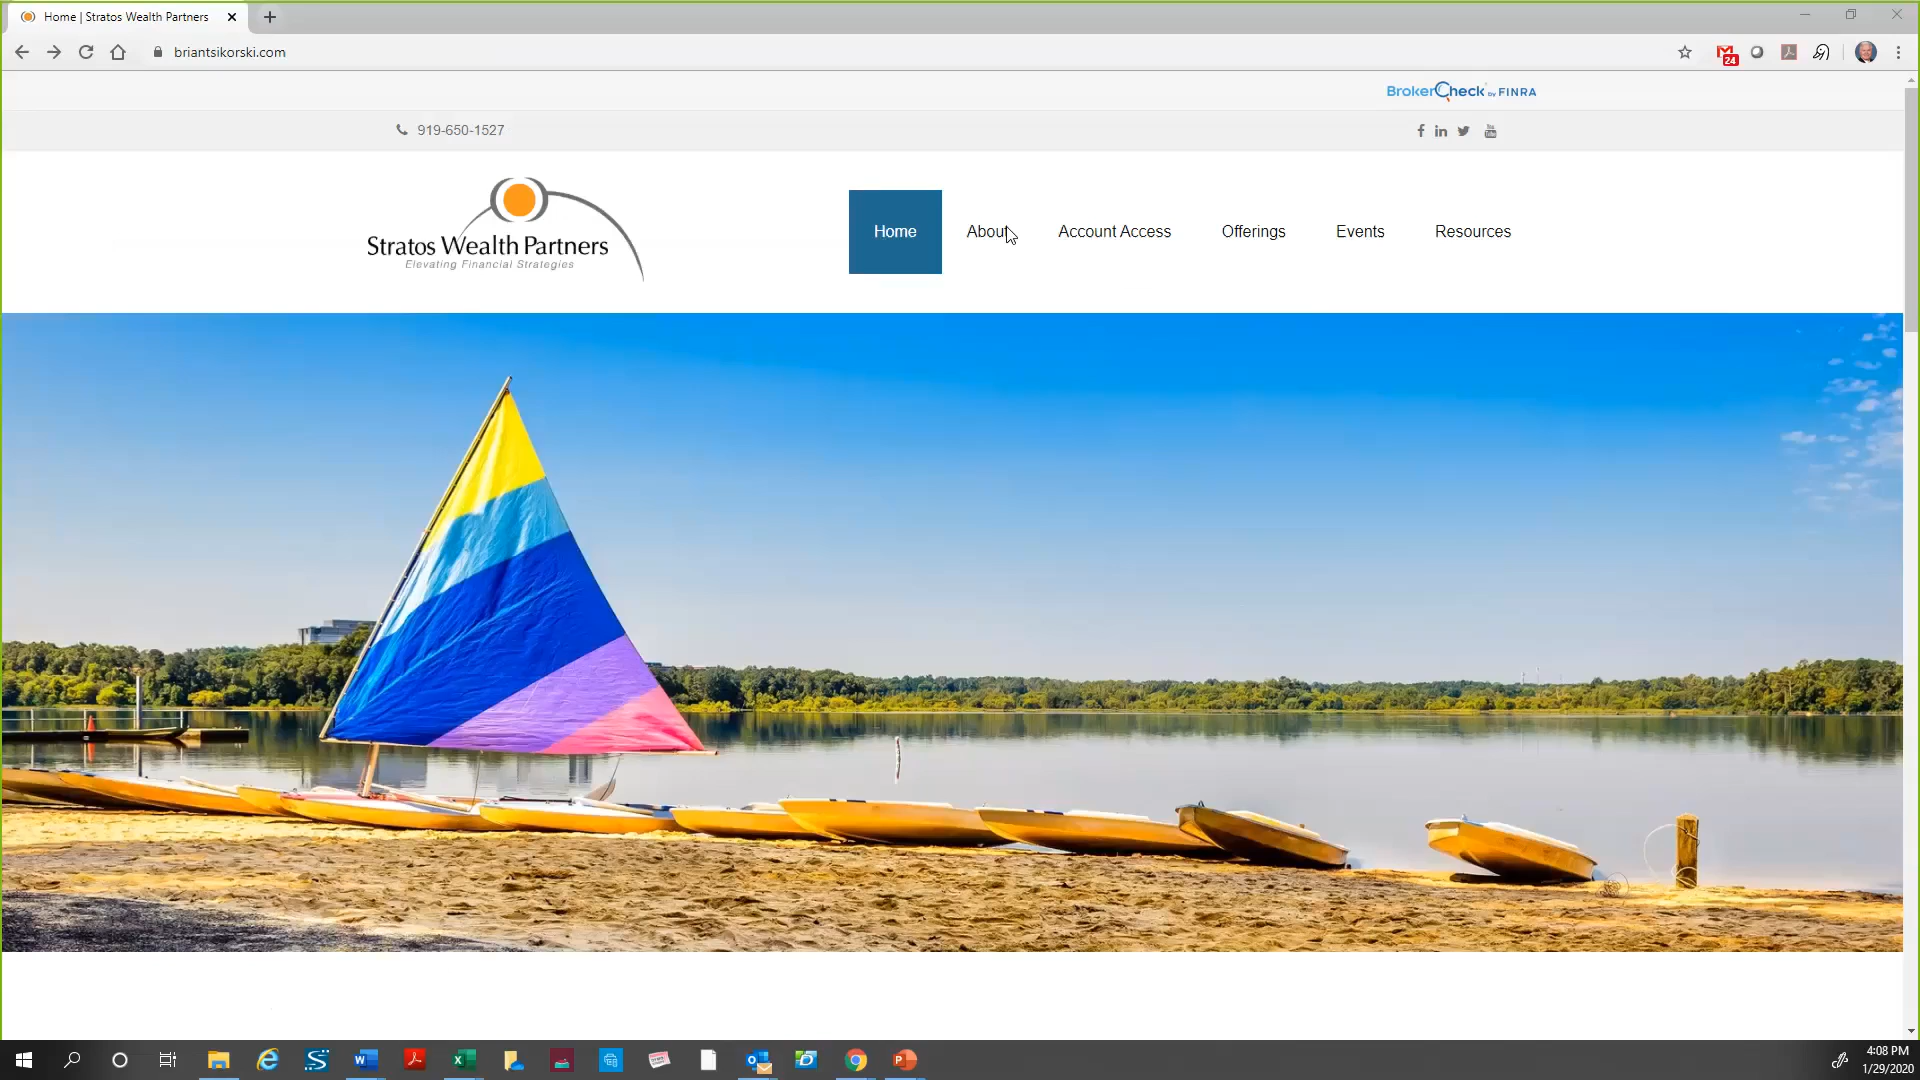 Home | Stratos Wealth Partners
briantsikorski.com
24
BrokerCheck by FINRA
919-650-1527
Stratos Wealth Partners
Elevating Financial Strategies
Home
About
Account Access
Offerings
Events
Resources
4:08 PM
1/29/2020